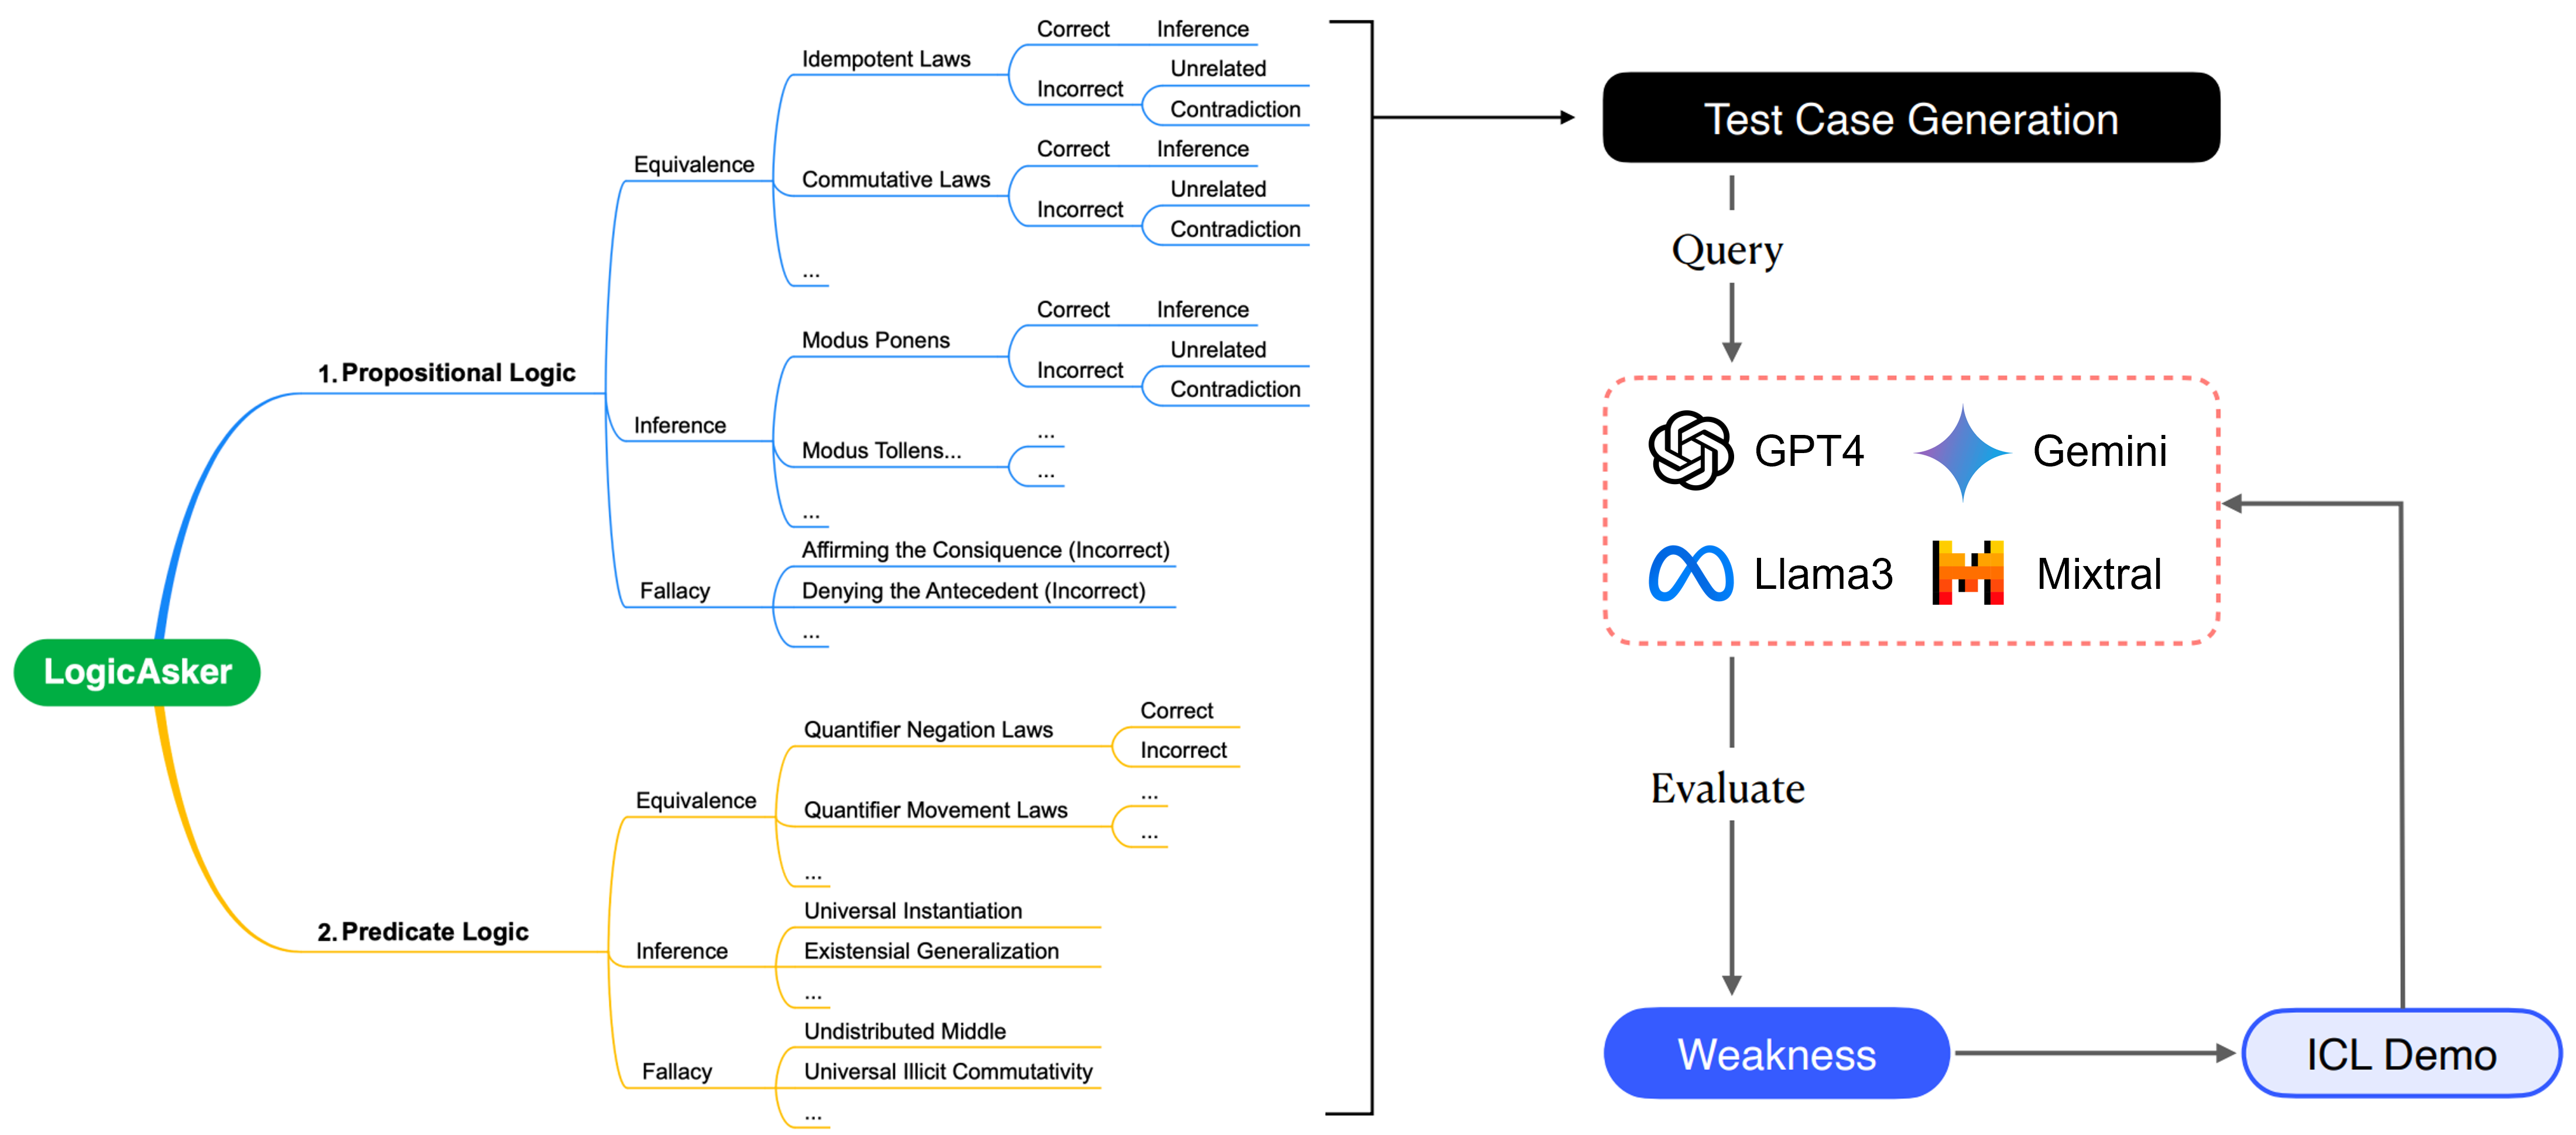 LogicAsker
1. Propositional Logic
Equivalence
Idempotent Laws
Correct
Inference
Incorrect
Unrelated
Contradiction
Commutative Laws
Correct
Inference
Incorrect
Unrelated
Contradiction
...
Inference
Modus Ponens
Correct
Inference
Incorrect
Unrelated
Contradiction
Modus Tollens...
...
...
...
Fallacy
Affirming the Consiquence (Incorrect)
Denying the Antecedent (Incorrect)
...
2. Predicate Logic
Equivalence
Quantifier Negation Laws
Correct
Incorrect
Quantifier Movement Laws
...
...
...
Inference
Universal Instantiation
Existensial Generalization
...
Fallacy
Undistributed Middle
Universal Illicit Commutativity
...
Test Case Generation
Query
GPT4
Gemini
Llama3
Mixtral
Evaluate
Weakness
ICL Demo